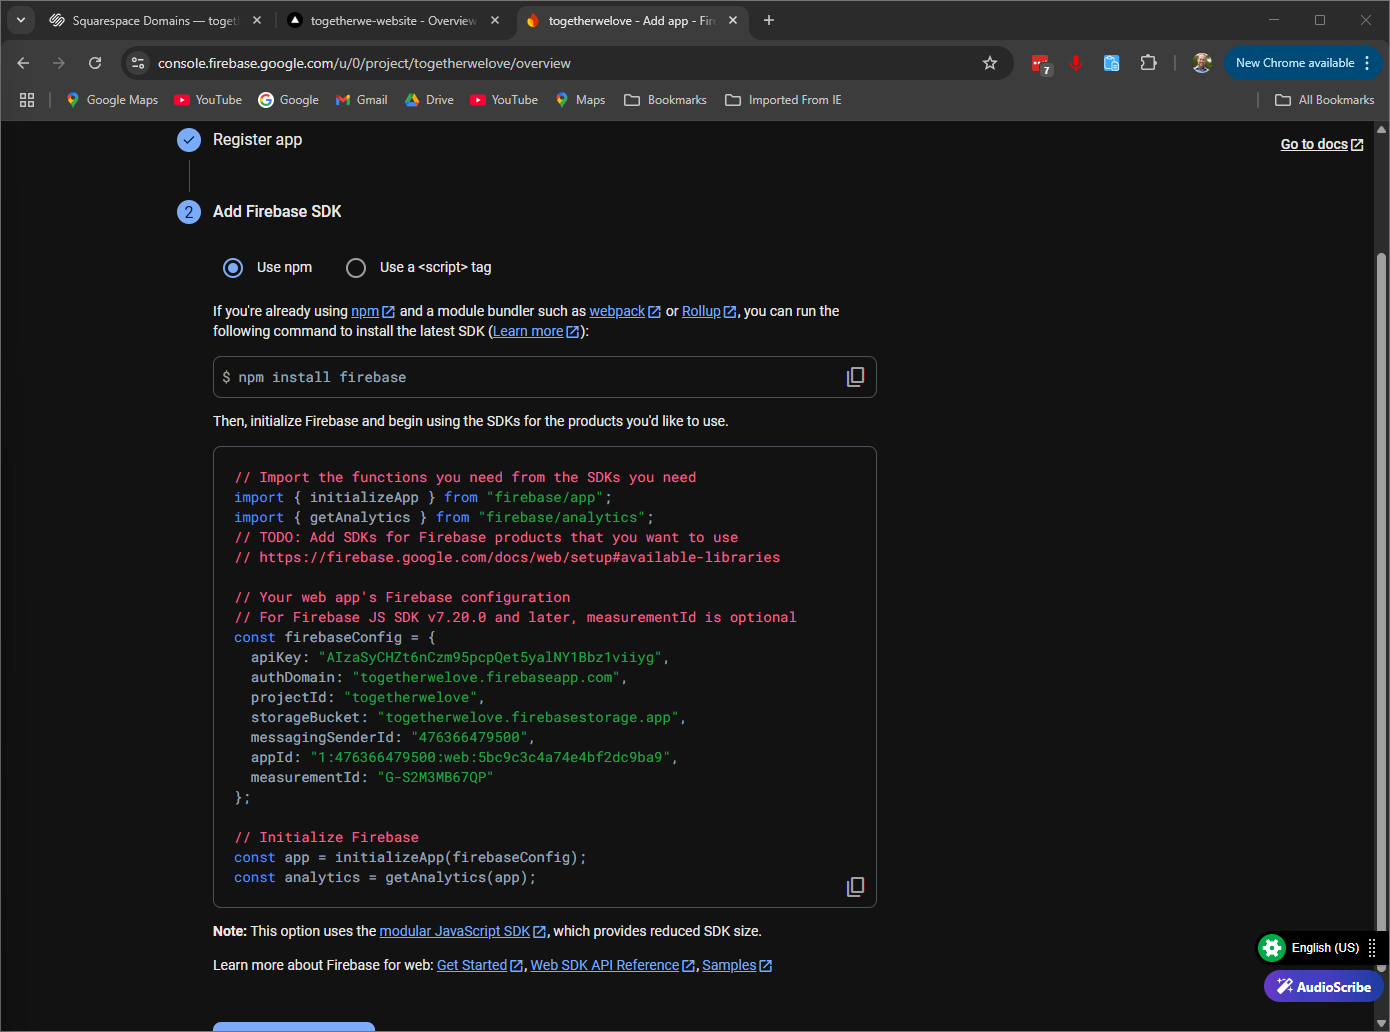 Squarespace Domains — toget
togetherwe-website - Overview
togetherwelove - Add app - Fir
console.firebase.google.com/u/0/project/togetherwelove/overview
7
New Chrome available
Google Maps
YouTube
Google
Gmail
Drive
YouTube
Maps
Bookmarks
Imported From IE
All Bookmarks
Register app
Go to docs
2 Add Firebase SDK
Use npm
Use a <script> tag
If you're already using npm and a module bundler such as webpack or Rollup, you can run the
following command to install the latest SDK (Learn more):
$ npm install firebase
Then, initialize Firebase and begin using the SDKs for the products you'd like to use.
// Import the functions you need from the SDKs you need
import { initializeApp } from "firebase/app";
import { getAnalytics } from "firebase/analytics";
// TODO: Add SDKs for Firebase products that you want to use
// https://firebase.google.com/docs/web/setup#available-libraries
// Your web app's Firebase configuration
// For Firebase JS SDK v7.20.0 and later, measurementId is optional
const firebaseConfig = {
apiKey: "AIzaSyCHZt6nCzm95pcpQet5yalNY1Bbz1viiyg",
authDomain: "togetherwelove.firebaseapp.com",
projectId: "togetherwelove",
storageBucket: "togetherwelove.firebasestorage.app",
messagingSenderId: "476366479500",
appId: "1:476366479500:web:5bc9c3c4a74e4bf2dc9ba9",
measurementId: "G-S2M3MB67QP"
};
// Initialize Firebase
const app = initializeApp(firebaseConfig);
const analytics = getAnalytics(app);
Note: This option uses the modular JavaScript SDK, which provides reduced SDK size.
Learn more about Firebase for web: Get Started, Web SDK API Reference, Samples
English (US)
AudioScribe